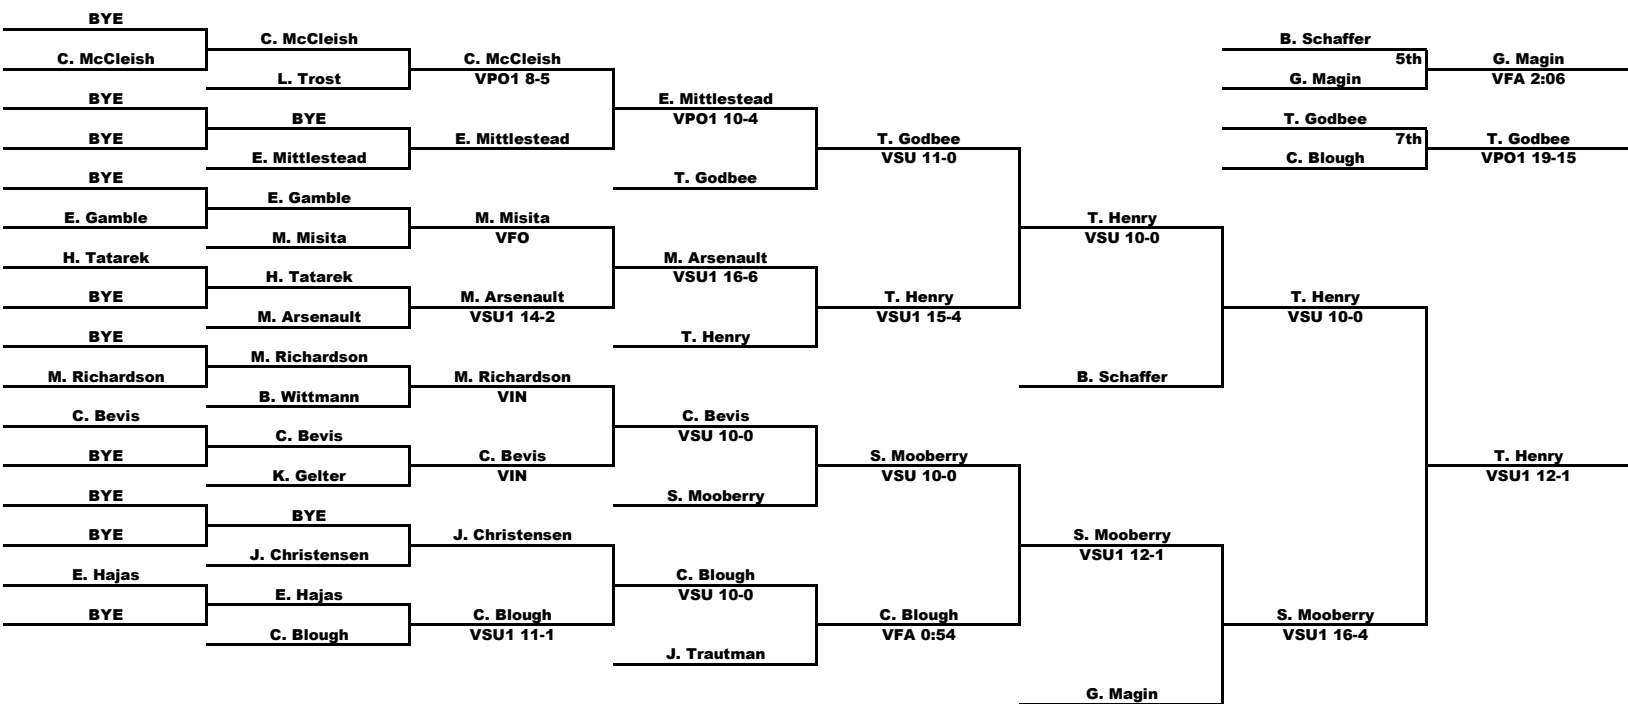 BYE
C. McCleish
BYE
BYE
BYE
E. Gamble
H. Tatarek
BYE
BYE
M. Richardson
C. Bevis
BYE
BYE
BYE
E. Hajas
BYE
C. McCleish
L. Trost
BYE
E. Mittlestead
E. Gamble
M. Misita
H. Tatarek
M. Arsenault
M. Richardson
B. Wittmann
C. Bevis
K. Gelter
BYE
J. Christensen
E. Hajas
C. Blough
C. McCleish
VPO1 8-5
E. Mittlestead
M. Misita
VFO
M. Arsenault
VSU1 14-2
M. Richardson
VIN
C. Bevis
VIN
J. Christensen
C. Blough
VSU1 11-1
E. Mittlestead
VPO1 10-4
T. Godbee
M. Arsenault
VSU1 16-6
T. Henry
C. Bevis
VSU 10-0
S. Mooberry
C. Blough
VSU 10-0
J. Trautman
T. Godbee
VSU 11-0
T. Henry
VSU1 15-4
S. Mooberry
VSU 10-0
C. Blough
VFA 0:54
T. Henry
VSU 10-0
B. Schaffer
S. Mooberry
VSU1 12-1
G. Magin
T. Henry
VSU 10-0
S. Mooberry
VSU1 16-4
T. Henry
VSU1 12-1
B. Schaffer
5th
G. Magin
G. Magin
VFA 2:06
T. Godbee
7th
C. Blough
T. Godbee
VPO1 19-15